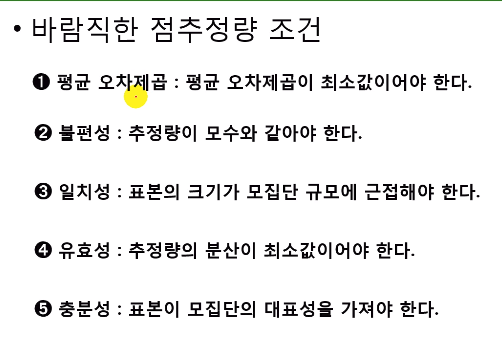 • 바람직한 점추정량 조건
❶ 평균 오차제곱 : 평균 오차제곱이 최소값이어야 한다.
❷ 불편성 : 추정량이 모수와 같아야 한다.
❸ 일치성 : 표본의 크기가 모집단 규모에 근접해야 한다.
❹ 유효성 : 추정량의 분산이 최소값이어야 한다.
❺ 충분성 : 표본이 모집단의 대표성을 가져야 한다.